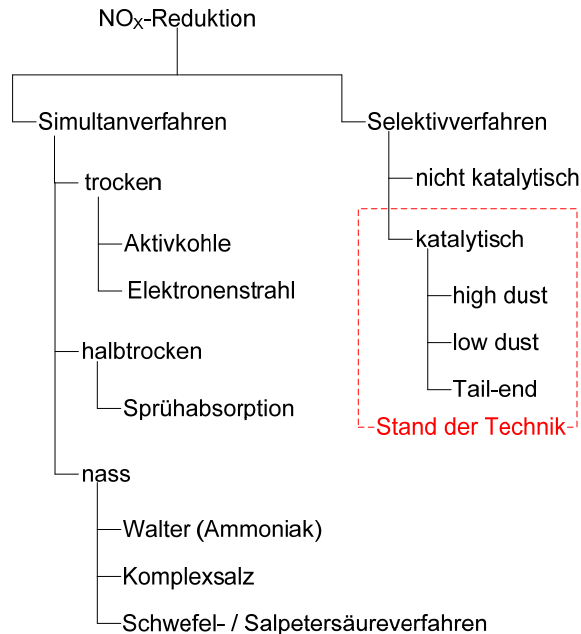 NOX-Reduktion
Simultanverfahren
trocken
Aktivkohle
Elektronenstrahl
halbtrocken
Sprühabsorption
nass
Walter (Ammoniak)
Komplexsalz
Schwefel- / Salpetersäureverfahren
Selektivverfahren
nicht katalytisch
katalytisch
high dust
low dust
Tail-end
Stand der Technik